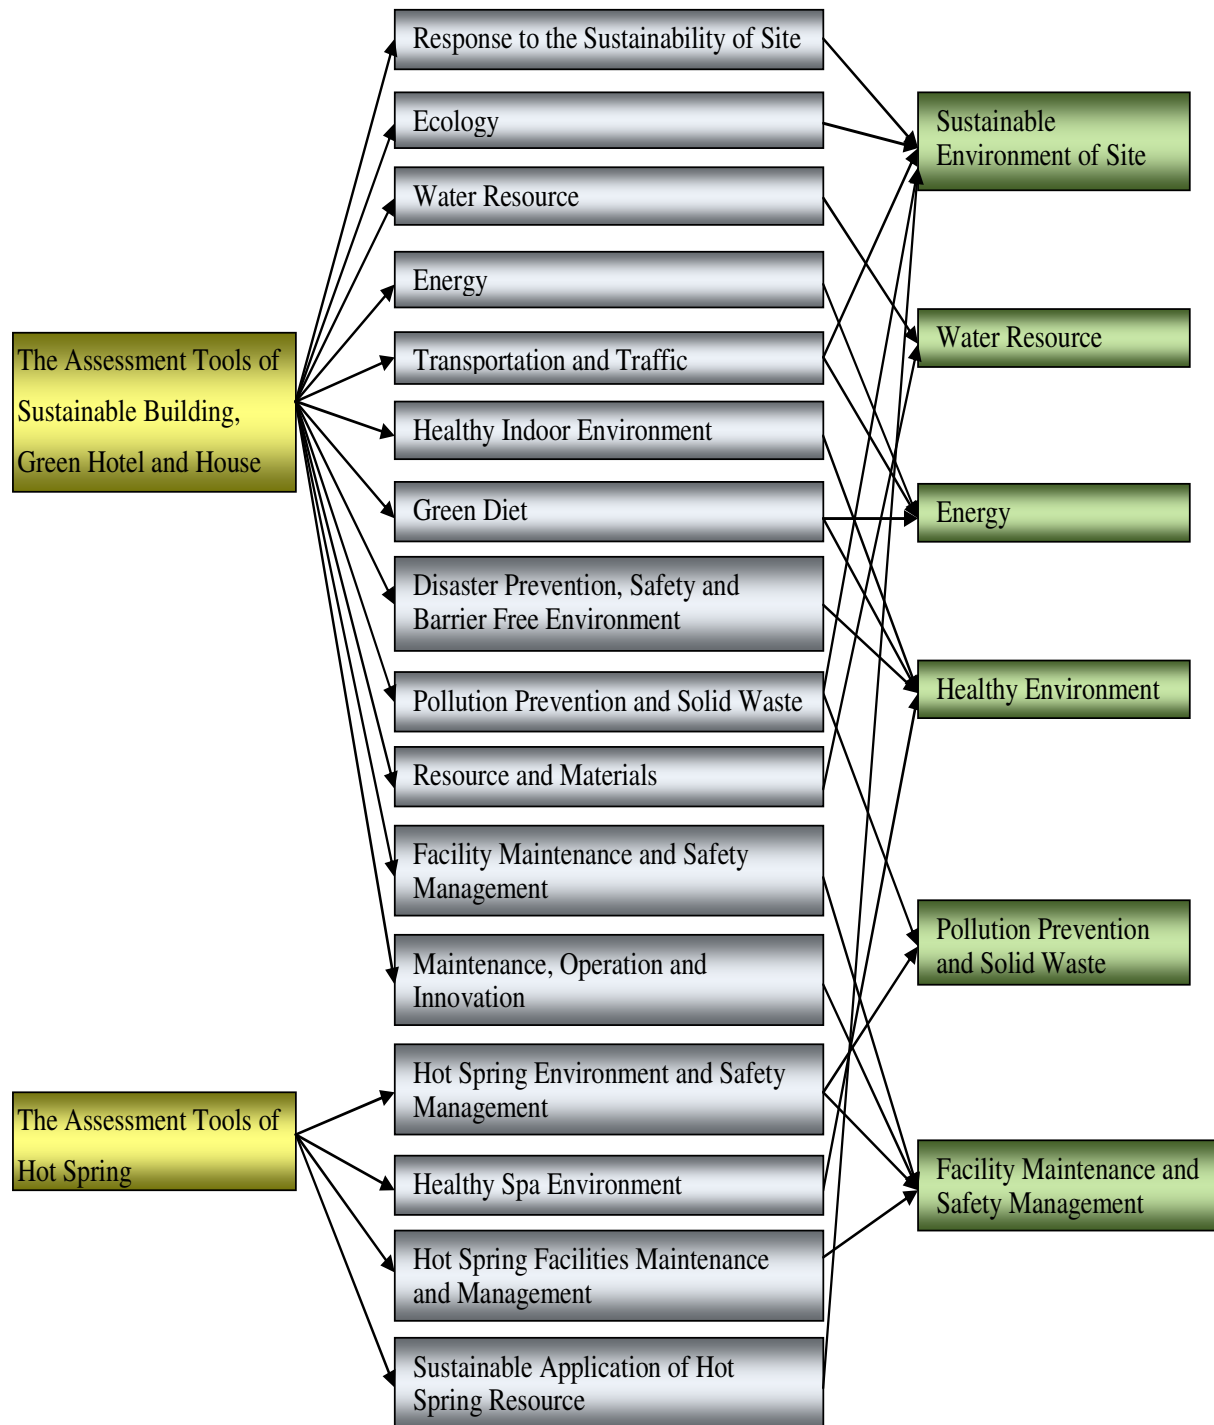 The Assessment Tools of
Sustainable Building,
Green Hotel and House
The Assessment Tools of
Hot Spring
Response to the Sustainability of Site
Ecology
Water Resource
Energy
Transportation and Traffic
Healthy Indoor Environment
Green Diet
Disaster Prevention, Safety and
Barrier Free Environment
Pollution Prevention and Solid Waste
Resource and Materials
Facility Maintenance and Safety
Management
Maintenance, Operation and
Innovation
Hot Spring Environment and Safety
Management
Healthy Spa Environment
Hot Spring Facilities Maintenance
and Management
Sustainable Application of Hot
Spring Resource
Sustainable
Environment of Site
Water Resource
Energy
Healthy Environment
Pollution Prevention
and Solid Waste
Facility Maintenance and
Safety Management